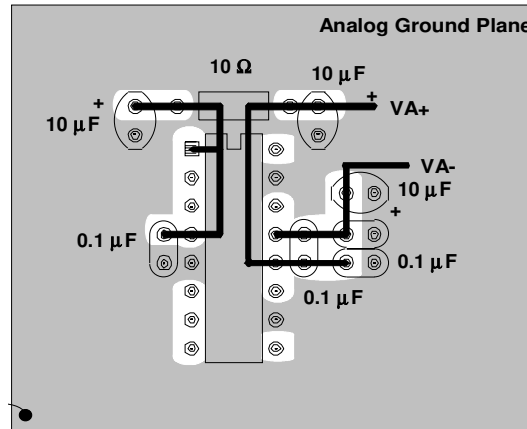 Analog Ground Plane
10 Ω
10 µF
+
10 µF
+
VA+
VA-
10 µF
+
0.1 µF
0.1 µF
0.1 µF